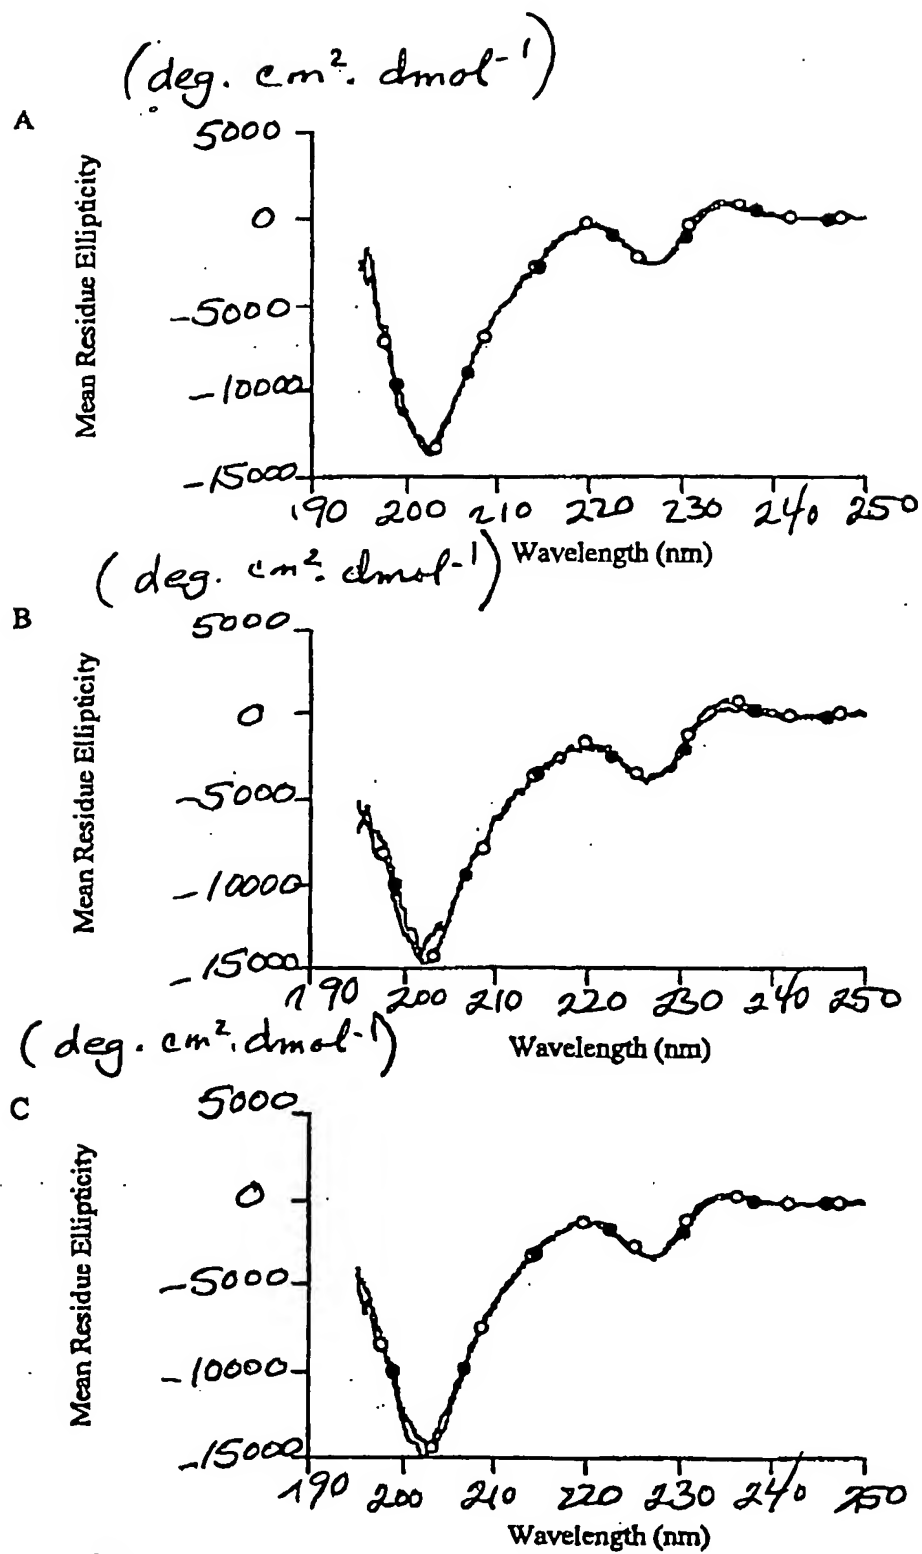 (deg. cm². dmol⁻¹)
A
Mean Residue Ellipticity
5000
0
-5000
-10000
-15000
190 200 210 220 230 240 250
Wavelength (nm)
(deg. cm². dmol⁻¹)
B
Mean Residue Ellipticity
5000
0
-5000
-10000
-15000
190 200 210 220 230 240 250
Wavelength (nm)
(deg. cm². dmol⁻¹)
C
Mean Residue Ellipticity
5000
0
-5000
-10000
-15000
190 200 210 220 230 240 250
Wavelength (nm)